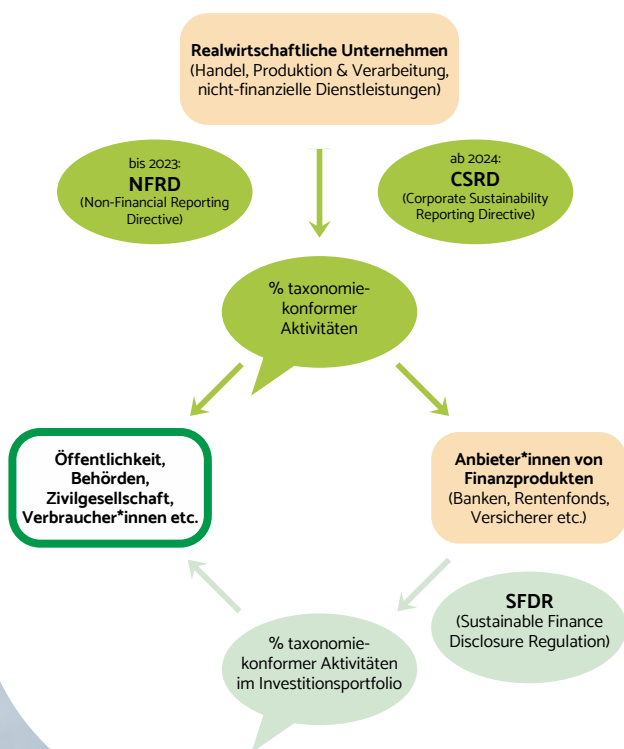 Realwirtschaftliche Unternehmen
(Handel, Produktion & Verarbeitung,
nicht-finanzielle Dienstleistungen)
bis 2023:
NFRD
(Non-Financial Reporting
Directive)
ab 2024:
CSRD
(Corporate Sustainability
Reporting Directive)
% taxonomie-
konformer
Aktivitäten
Öffentlichkeit,
Behörden,
Zivilgesellschaft,
Verbraucher*innen etc.
Anbieter*innen von
Finanzprodukten
(Banken, Rentenfonds,
Versicherer etc.)
SFDR
(Sustainable Finance
Disclosure Regulation)
% taxonomie-
konformer Aktivitäten
im Investitionsportfolio